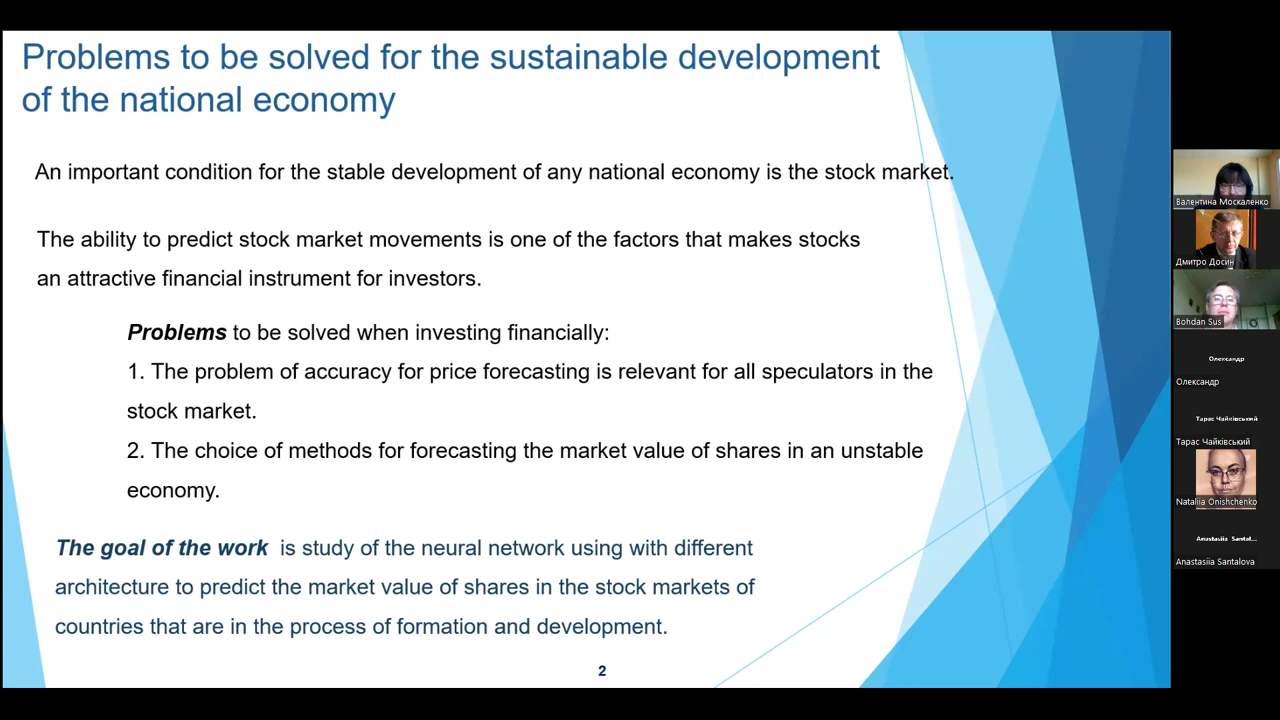 Problems to be solved for the sustainable development
of the national economy
An important condition for the stable development of any national economy is the stock market.
The ability to predict stock market movements is one of the factors that makes stocks
an attractive financial instrument for investors.
Problems to be solved when investing financially:
1. The problem of accuracy for price forecasting is relevant for all speculators in the
stock market.
2. The choice of methods for forecasting the market value of shares in an unstable
economy.
The goal of the work is study of the neural network using with different
architecture to predict the market value of shares in the stock markets of
countries that are in the process of formation and development.
2
Валентина Москаленко
Дмитро Досин
Bohdan Sus
Олександр
Олександр
Тарас Чайківський
Тарас Чайківський
Nataliia Onishchenko
Anastasiia Santal...
Anastasiia Santalova